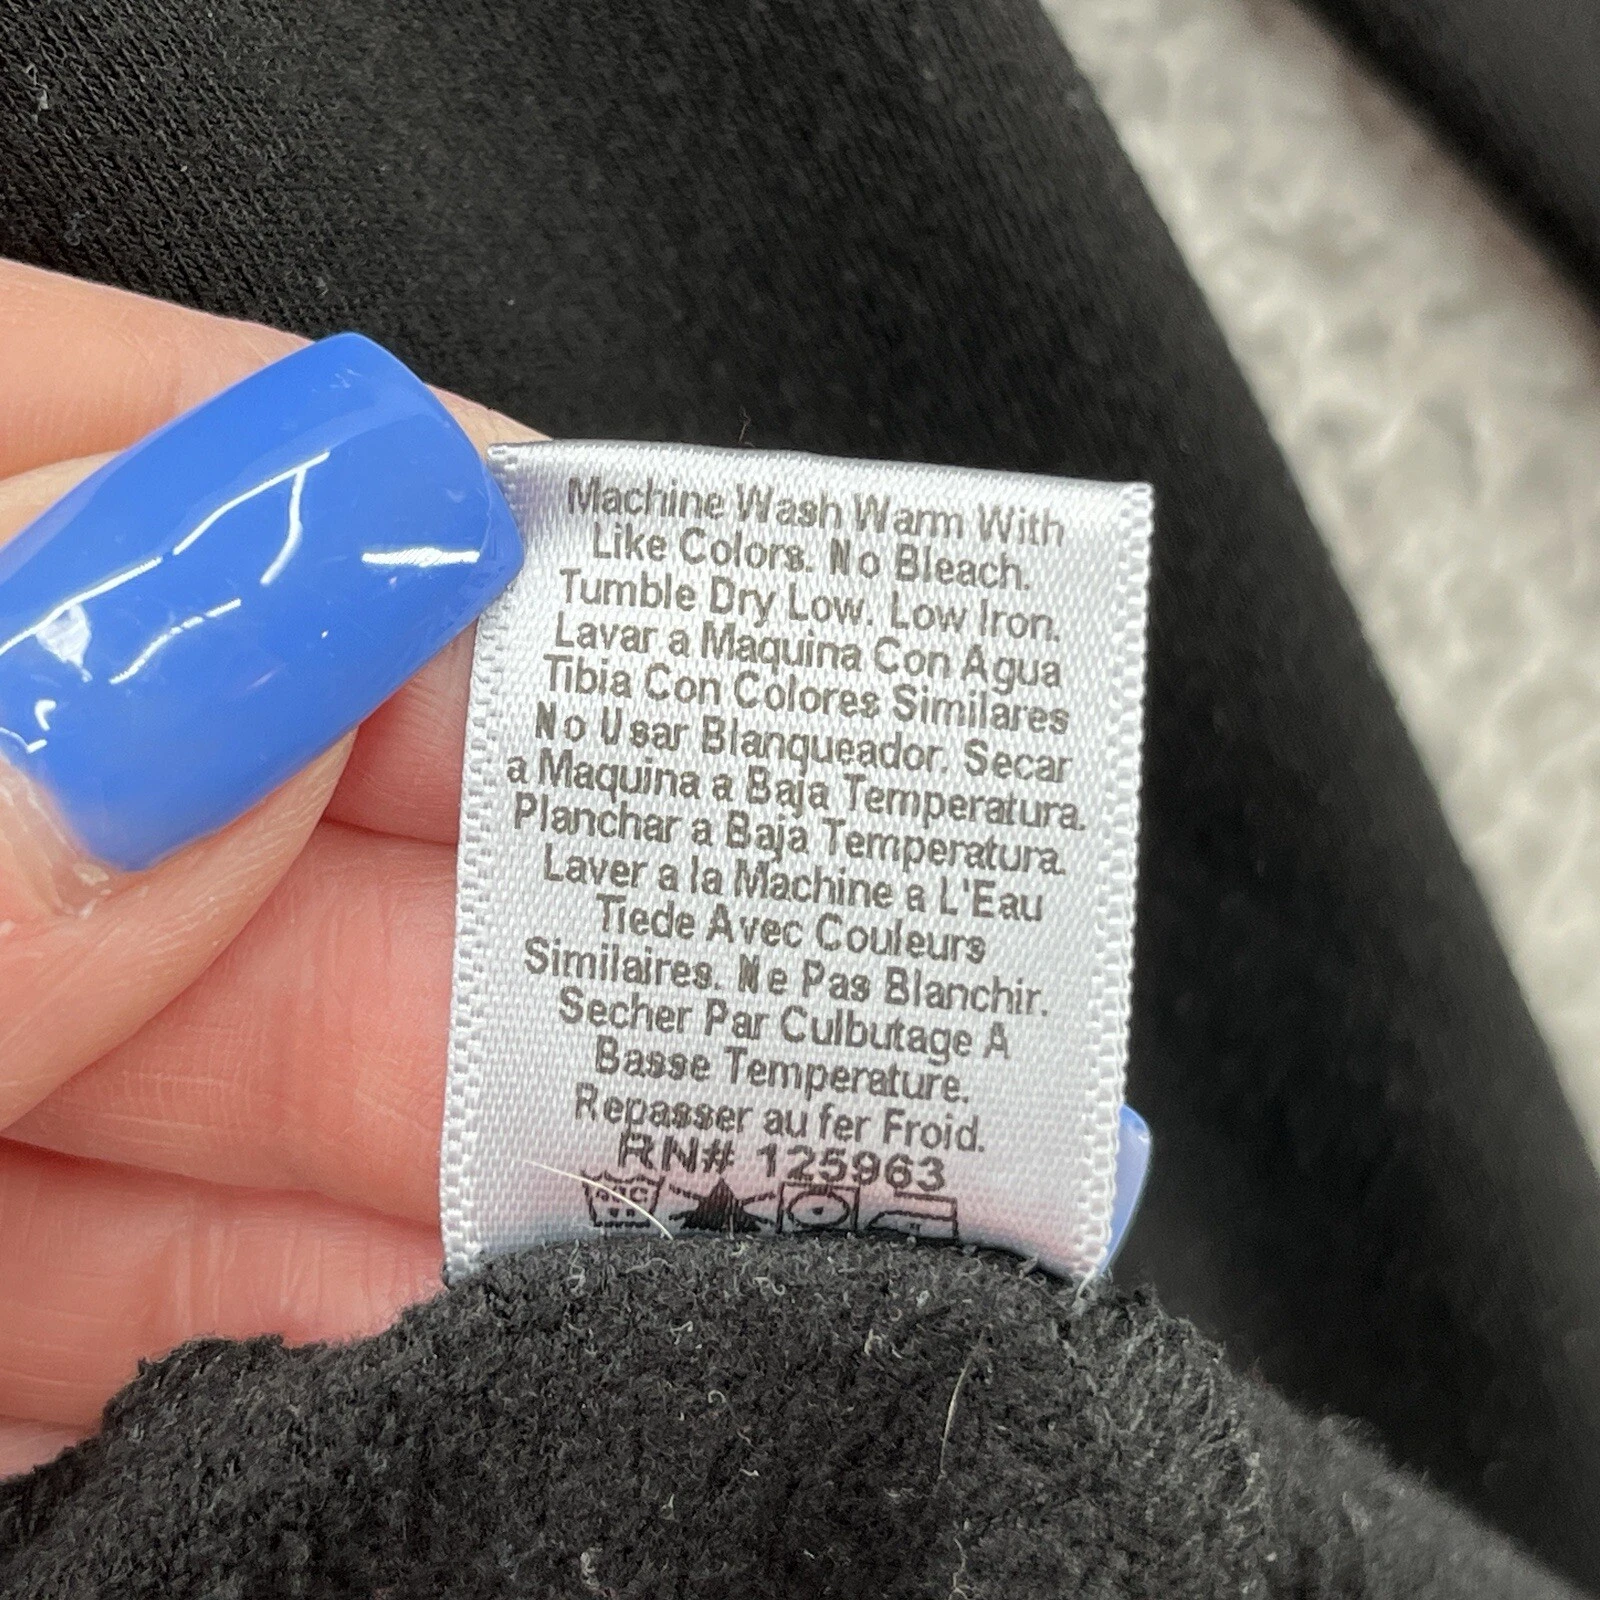 Machine Wash Warm With
Like Colors. No Bleach.
Tumble Dry Low. Low Iron.
Lavar a Maquina Con Agua
Tibia Con Colores Similares
No Usar Blanqueador. Secar
a Maquina a Baja Temperatura.
Planchar a Baja Temperatura.
Laver a la Machine a L'Eau
Tiede Avec Couleurs
Similaires. Ne Pas Blanchir.
Secher Par Culbutage A
Basse Temperature.
Repasser au fer Froid.
RN# 125963